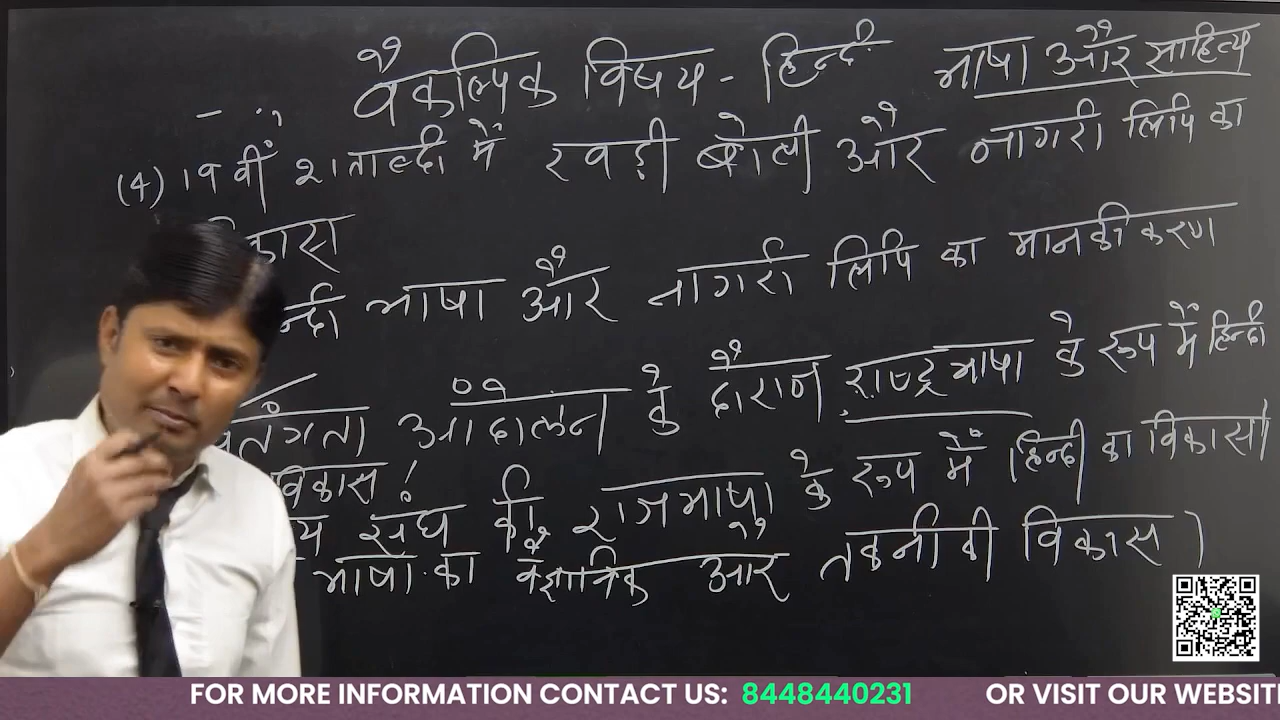 वैकल्पिक विषय - हिन्दी भाषा और साहित्य
(4) 19वीं शताब्दी में खड़ी बोली और नागरी लिपि का
कास
न्दी भाषा और नागरी लिपि का मानकीकरण
आंदोलन के दौरान राष्ट्रभाषा के रूप में हिन्दी
विकास!
य संघ की राजभाषा के रूप में हिन्दी का विकास।
भाषा का वैज्ञानिक और तकनीकी विकास।
FOR MORE INFORMATION CONTACT US: 8448440231 OR VISIT OUR WEBSIT